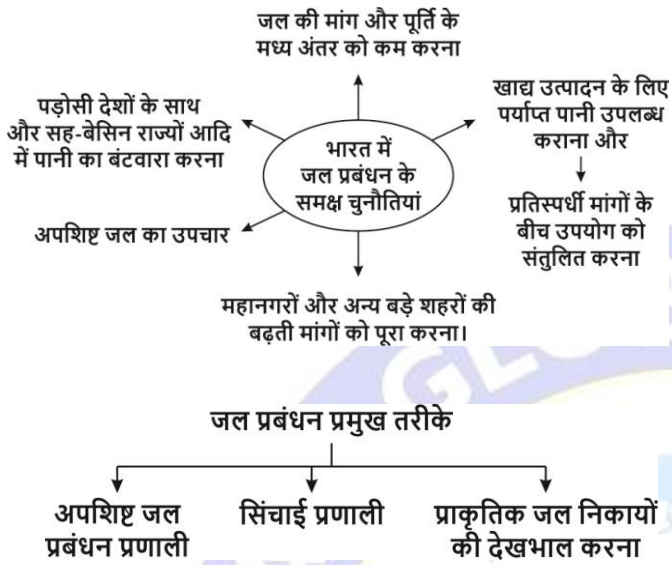 जल की मांग और पूर्ति के
मध्य अंतर को कम करना
पड़ोसी देशों के साथ
और सह-बेसिन राज्यों आदि
में पानी का बंटवारा करना
खाद्य उत्पादन के लिए
पर्याप्त पानी उपलब्ध
कराना और
प्रतिस्पर्धी मांगों के
बीच उपयोग को
संतुलित करना
भारत में
जल प्रबंधन के
समक्ष चुनौतियां
अपशिष्ट जल का उपचार
महानगरों और अन्य बड़े शहरों की
बढ़ती मांगों को पूरा करना।
जल प्रबंधन प्रमुख तरीके
अपशिष्ट जल
प्रबंधन प्रणाली
सिंचाई प्रणाली
प्राकृतिक जल निकायों
की देखभाल करना